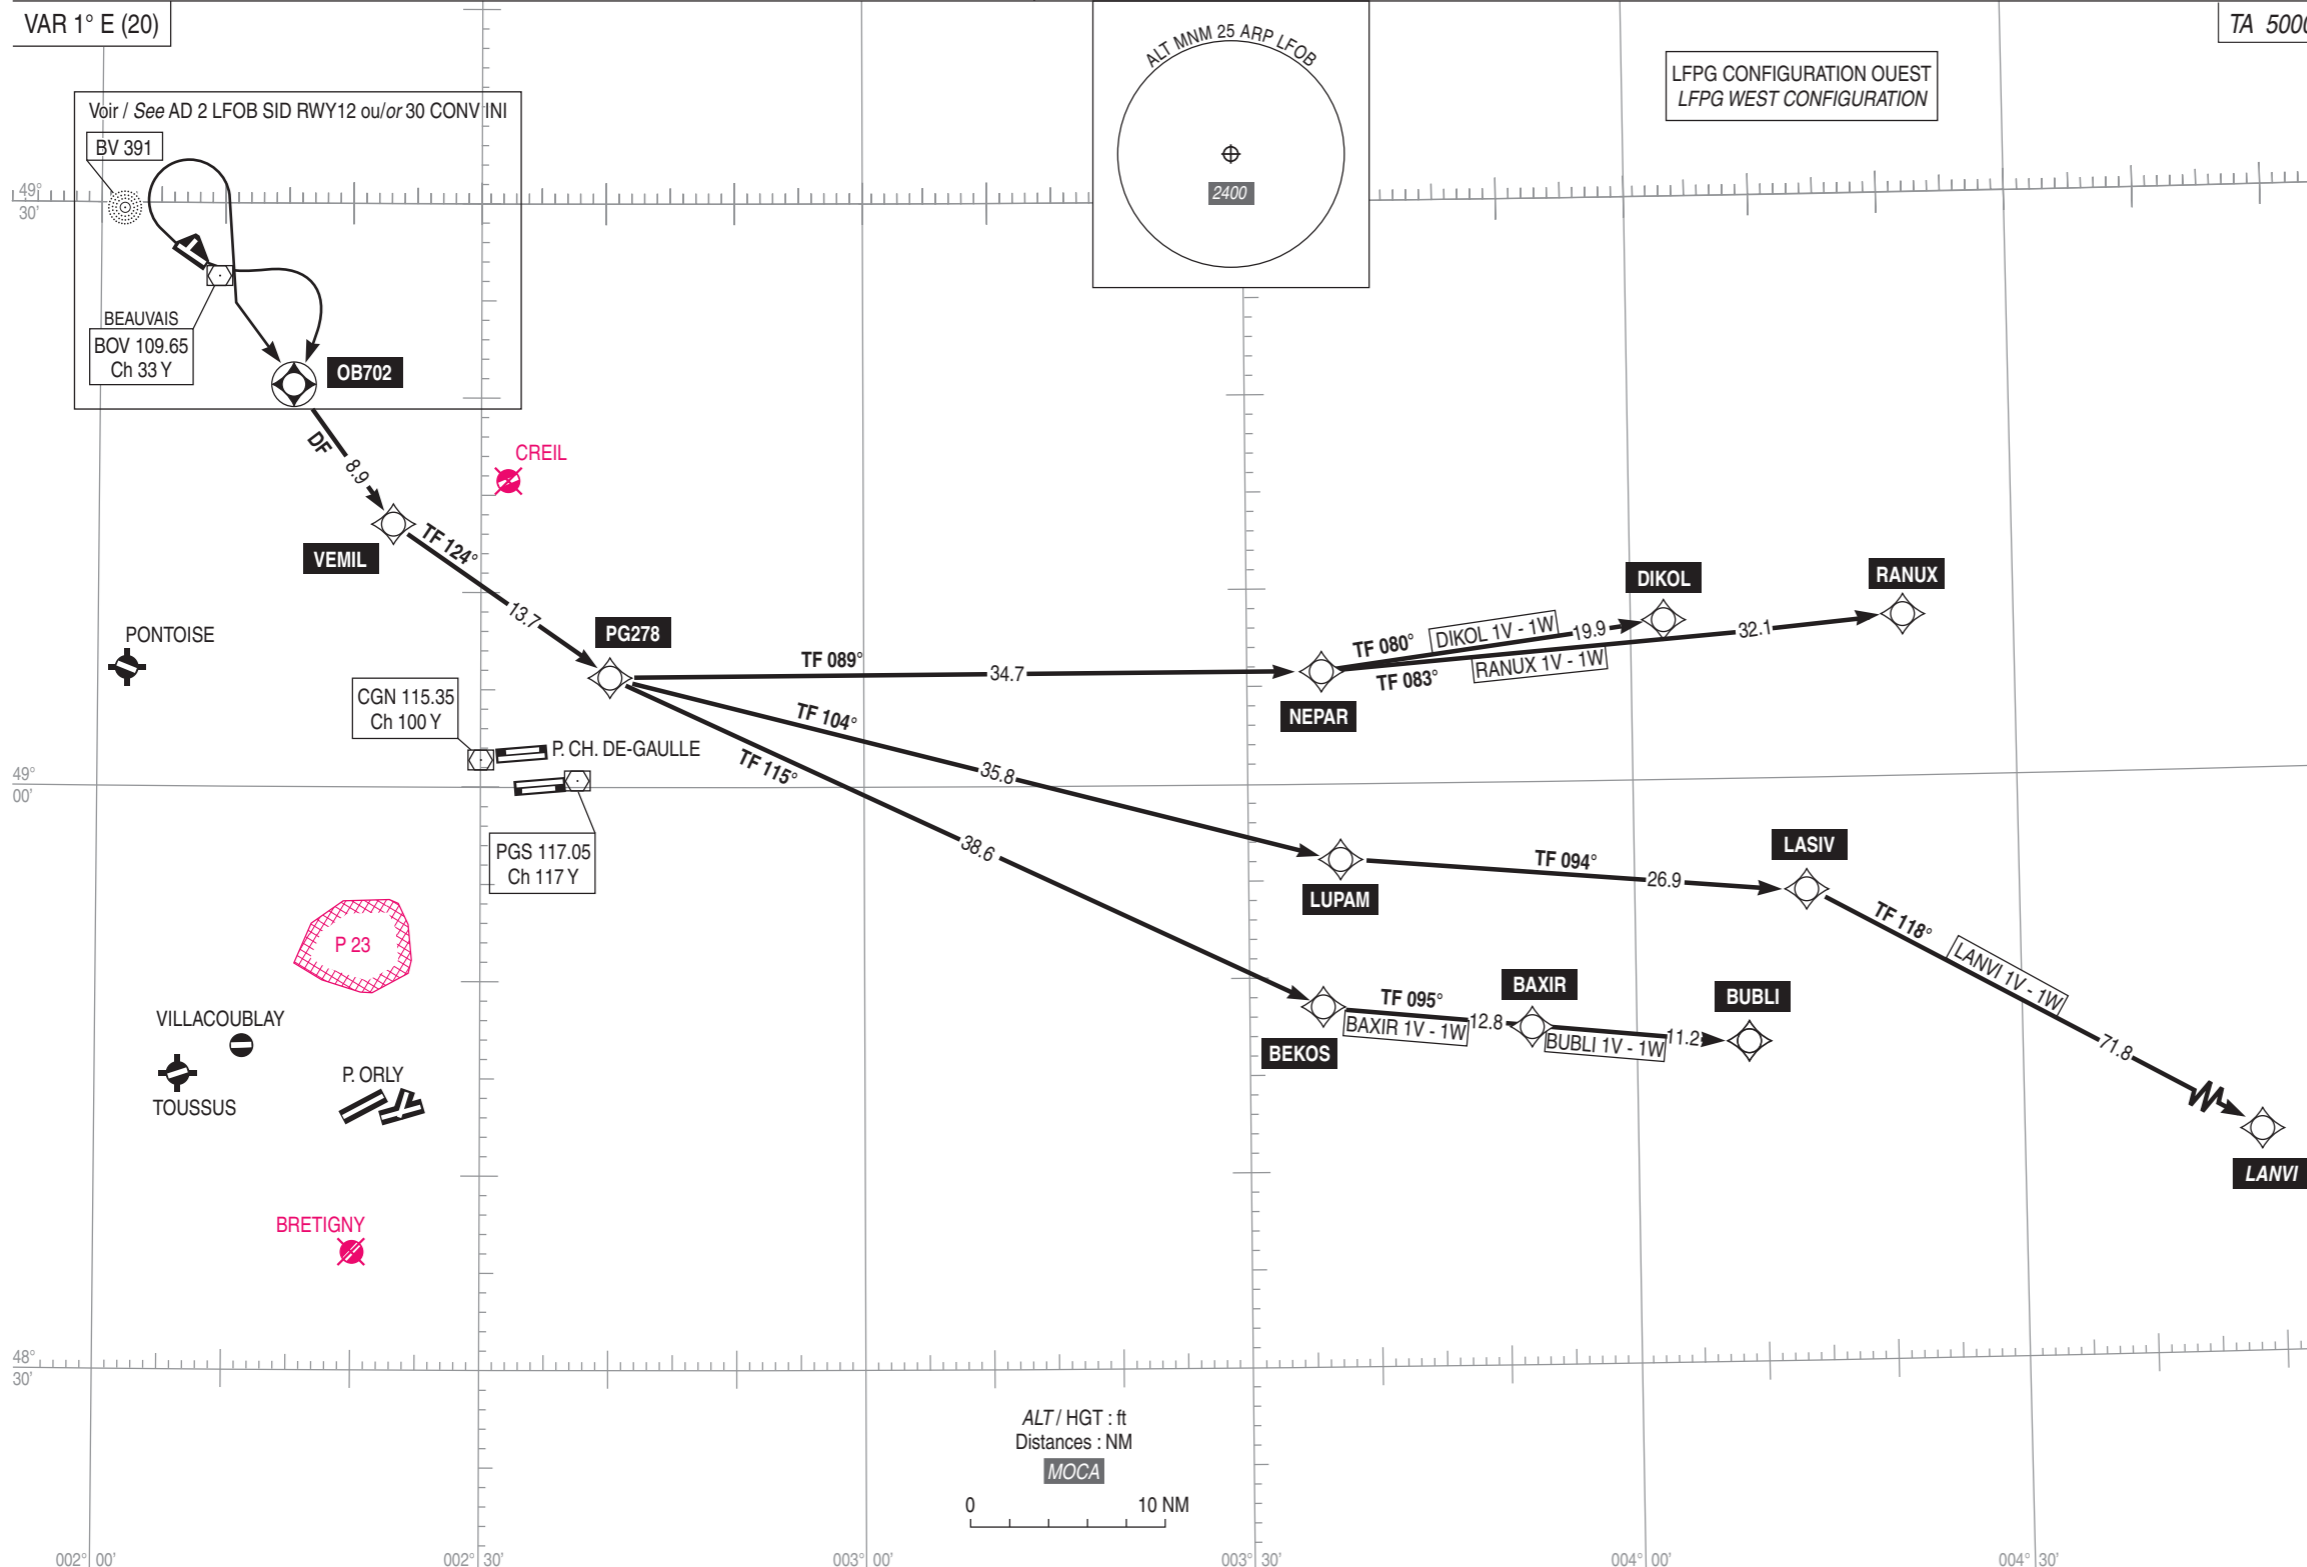 VAR 1° E (20)
ALT MNM 25 ARP LFOB
2400
TA 5000
LFPG CONFIGURATION OUEST
LFPG WEST CONFIGURATION
Voir / See AD 2 LFOB SID RWY12 ou/or 30 CONV INI
BV 391
49°
30'
BEAUVAIS
BOV 109.65
Ch 33 Y
OB702
DF
8.9
CREIL
VEMIL
TF 124°
13.7
PONTOISE
PG278
DIKOL
RANUX
TF 089°
34.7
TF 080°
DIKOL 1V - 1W
19.9
32.1
RANUX 1V - 1W
TF 083°
NEPAR
CGN 115.35
Ch 100 Y
P. CH. DE-GAULLE
TF 104°
35.8
TF 115°
38.6
49°
00'
PGS 117.05
Ch 117 Y
LUPAM
TF 094°
26.9
LASIV
TF 118°
LANVI 1V - 1W
71.8
LANVI
P 23
VILLACOUBLAY
TOUSSUS
P. ORLY
BEKOS
TF 095°
BAXIR 1V - 1W
12.8
BAXIR
BUBLI 1V - 1W
11.2
BUBLI
BRETIGNY
48°
30'
ALT / HGT : ft
Distances : NM
MOCA
0 10 NM
002° 00' 002° 30' 003° 00' 003° 30' 004° 00' 004° 30'